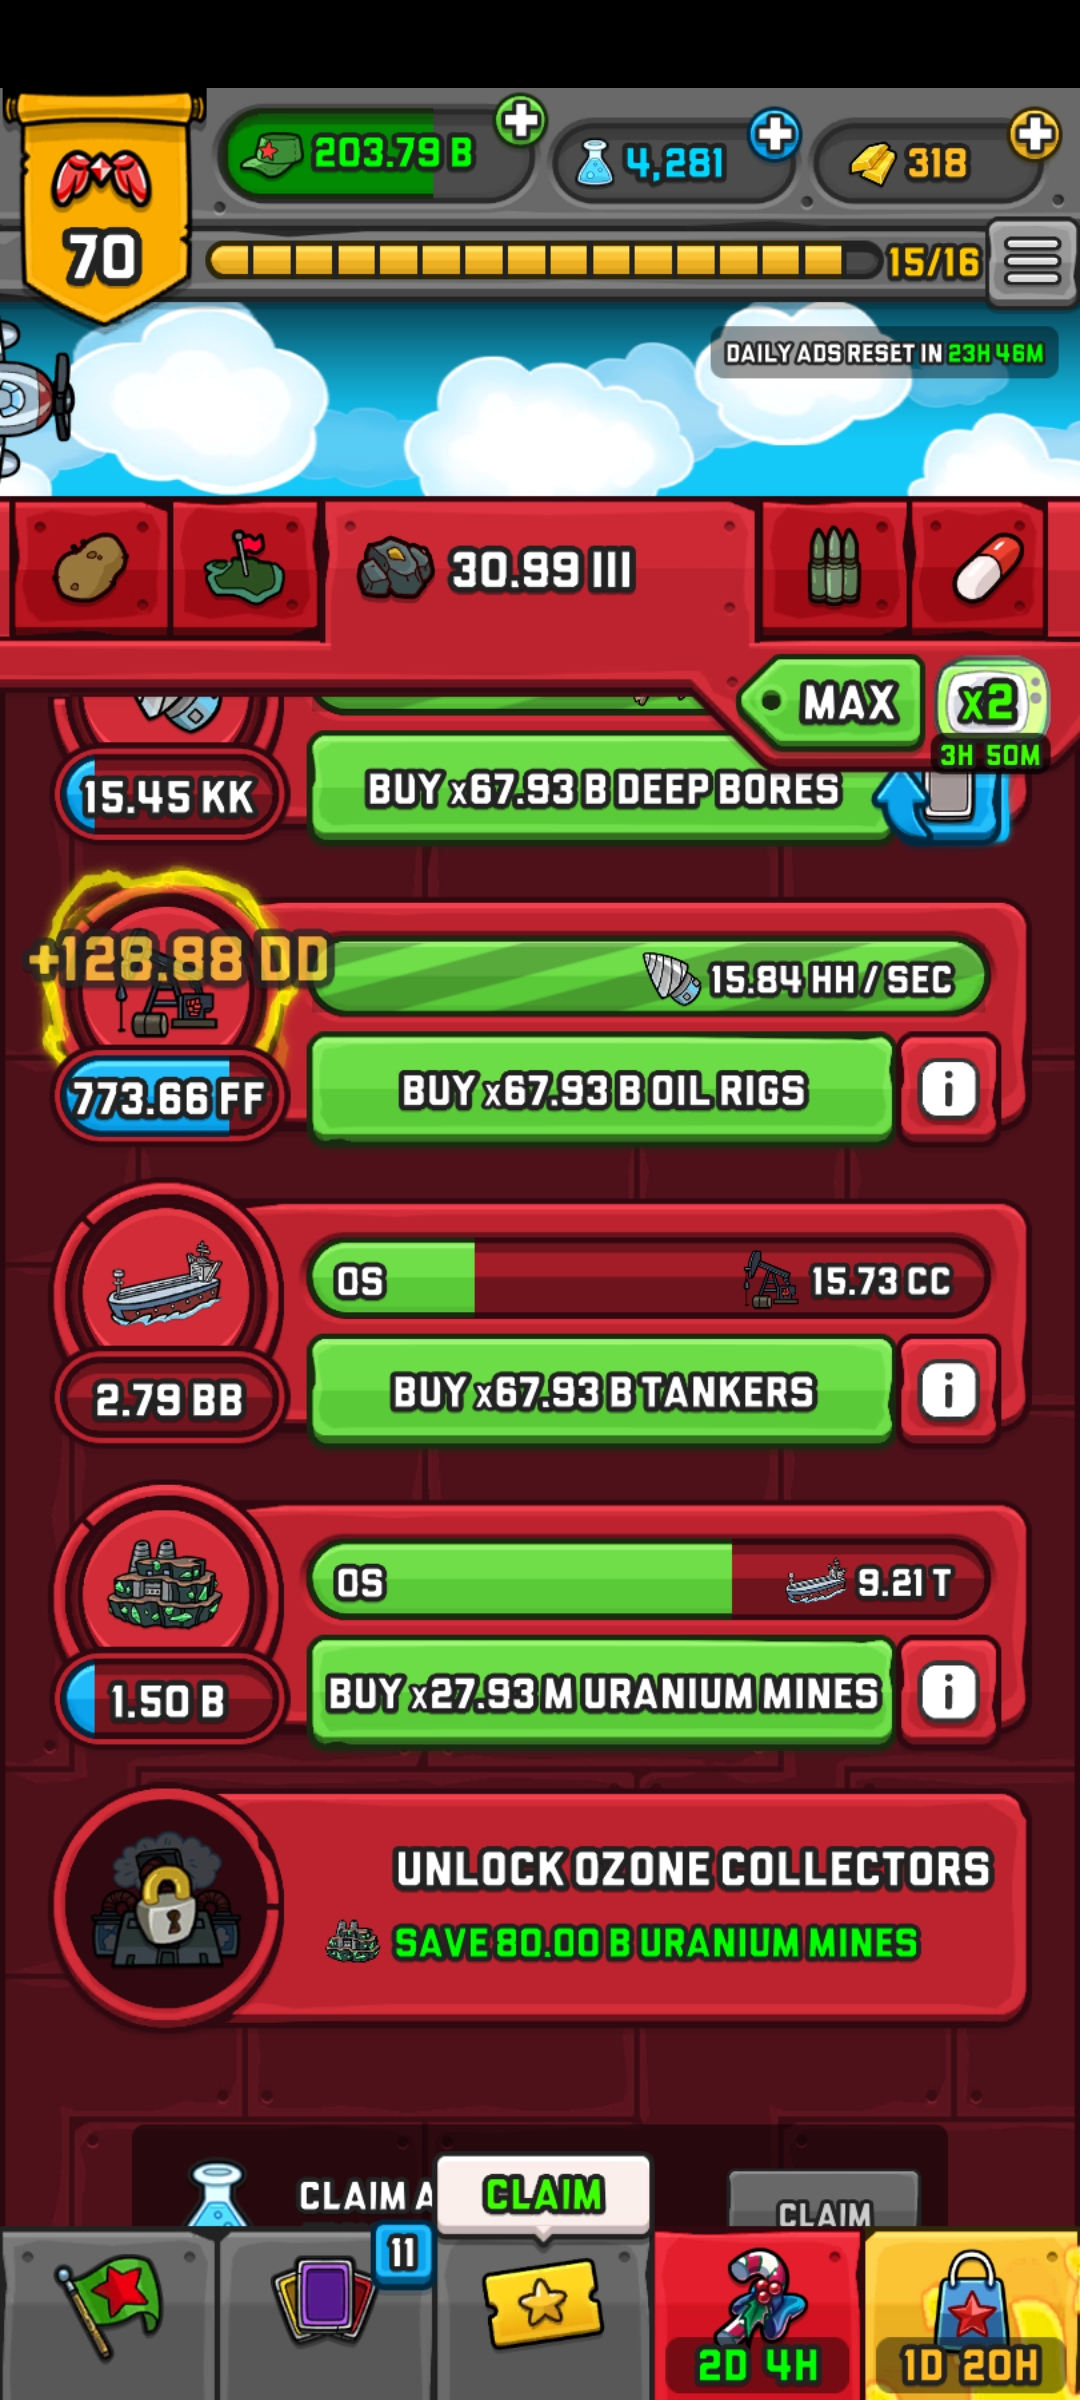 203.79 B
4,281
318
70
15/16
DAILY ADS RESET IN 23H 46M
30.99 III
MAX
x2
3H 50M
15.45 KK
BUY x67.93 B DEEP BORES
+128.88 DD
15.84 HH / SEC
773.66 FF
BUY x67.93 B OIL RIGS
i
0S
15.73 CC
2.79 BB
BUY x67.93 B TANKERS
i
0S
9.21 T
1.50 B
BUY x27.93 M URANIUM MINES
i
UNLOCK OZONE COLLECTORS
SAVE 80.00 B URANIUM MINES
CLAIM A
CLAIM
CLAIM
11
2D 4H
1D 20H